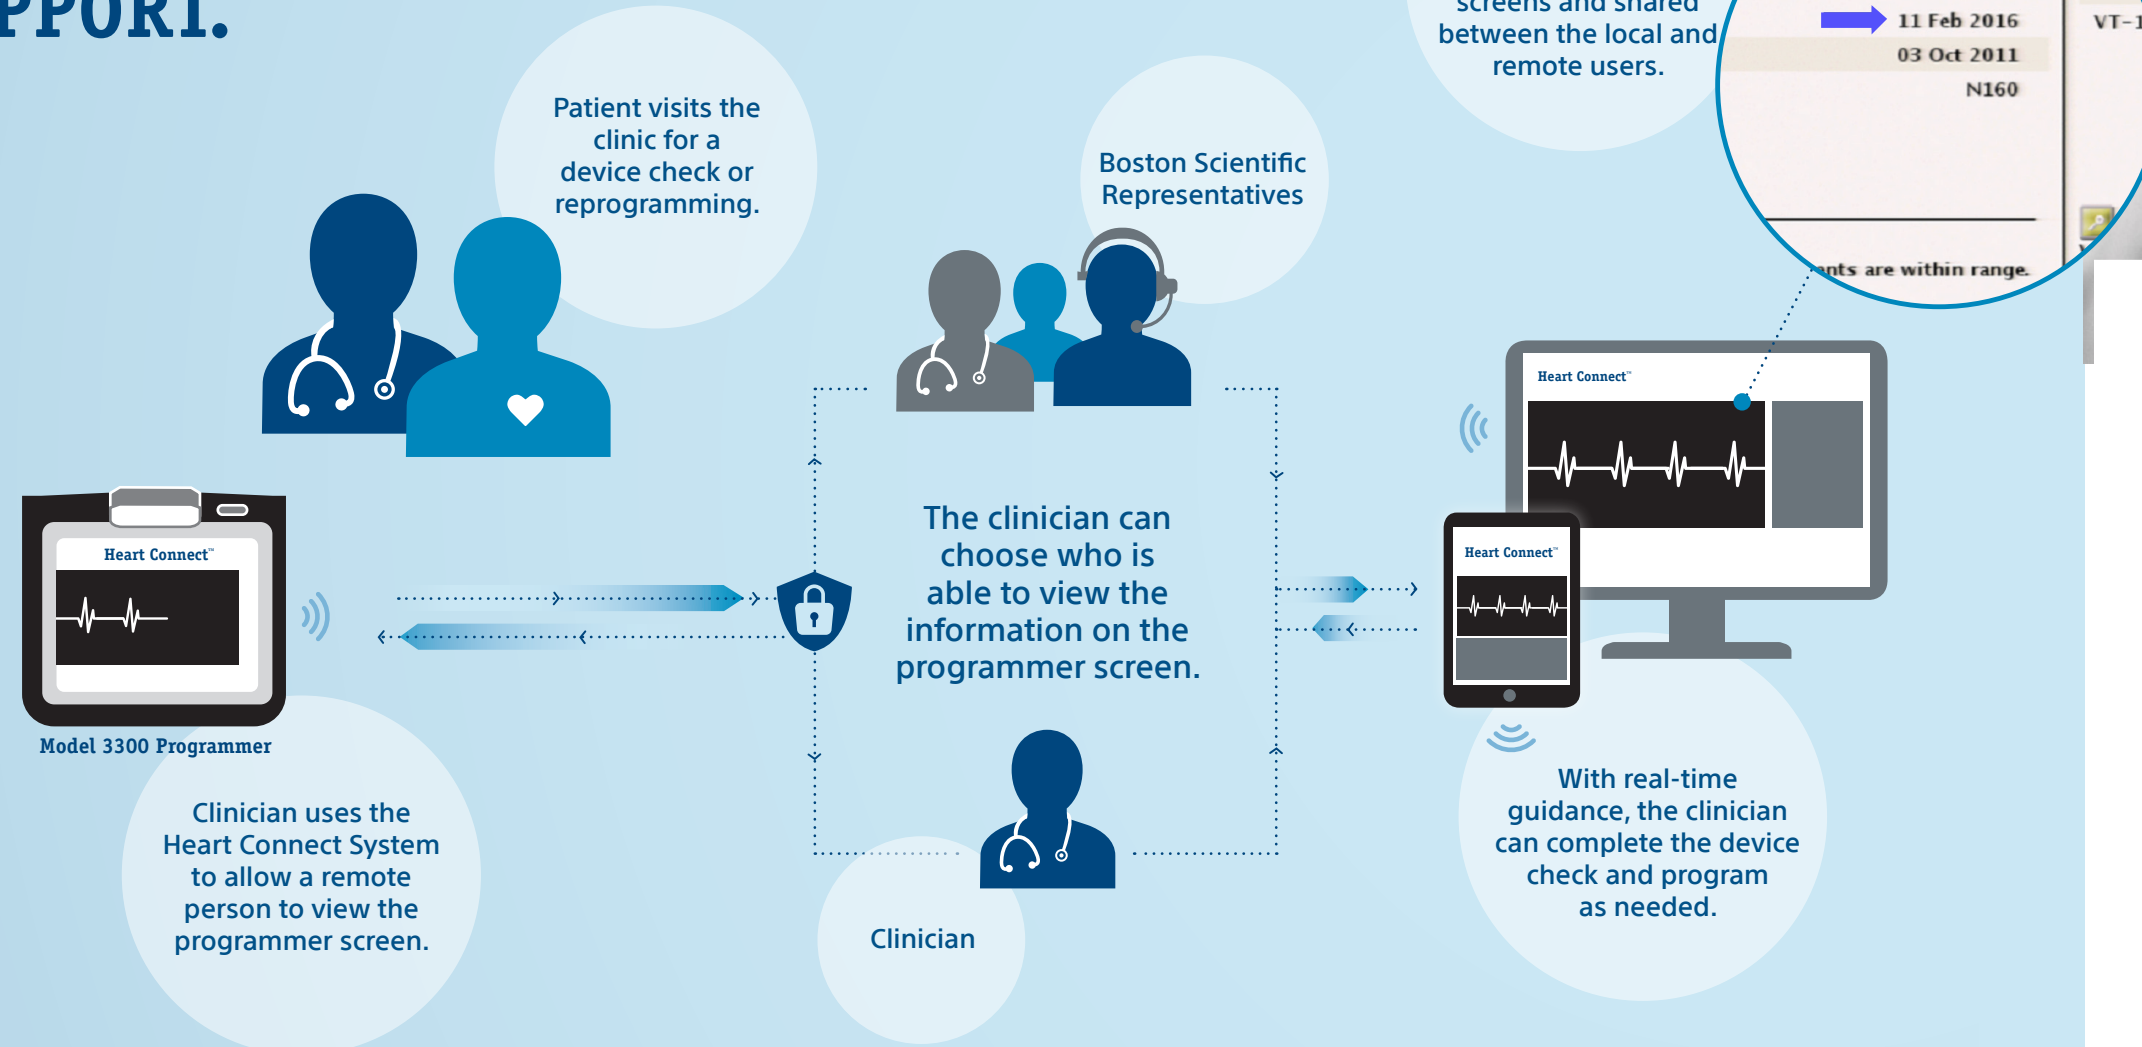 PPORT.
screens and shared
between the local and
remote users.
11 Feb 2016
03 Oct 2011
N160
VT-1
ents are within range.
Patient visits the
clinic for a
device check or
reprogramming.
Boston Scientific
Representatives
Heart Connect™
Heart Connect™
Heart Connect™
The clinician can
choose who is
able to view the
information on the
programmer screen.
Model 3300 Programmer
Clinician uses the
Heart Connect System
to allow a remote
person to view the
programmer screen.
Clinician
With real-time
guidance, the clinician
can complete the device
check and program
as needed.